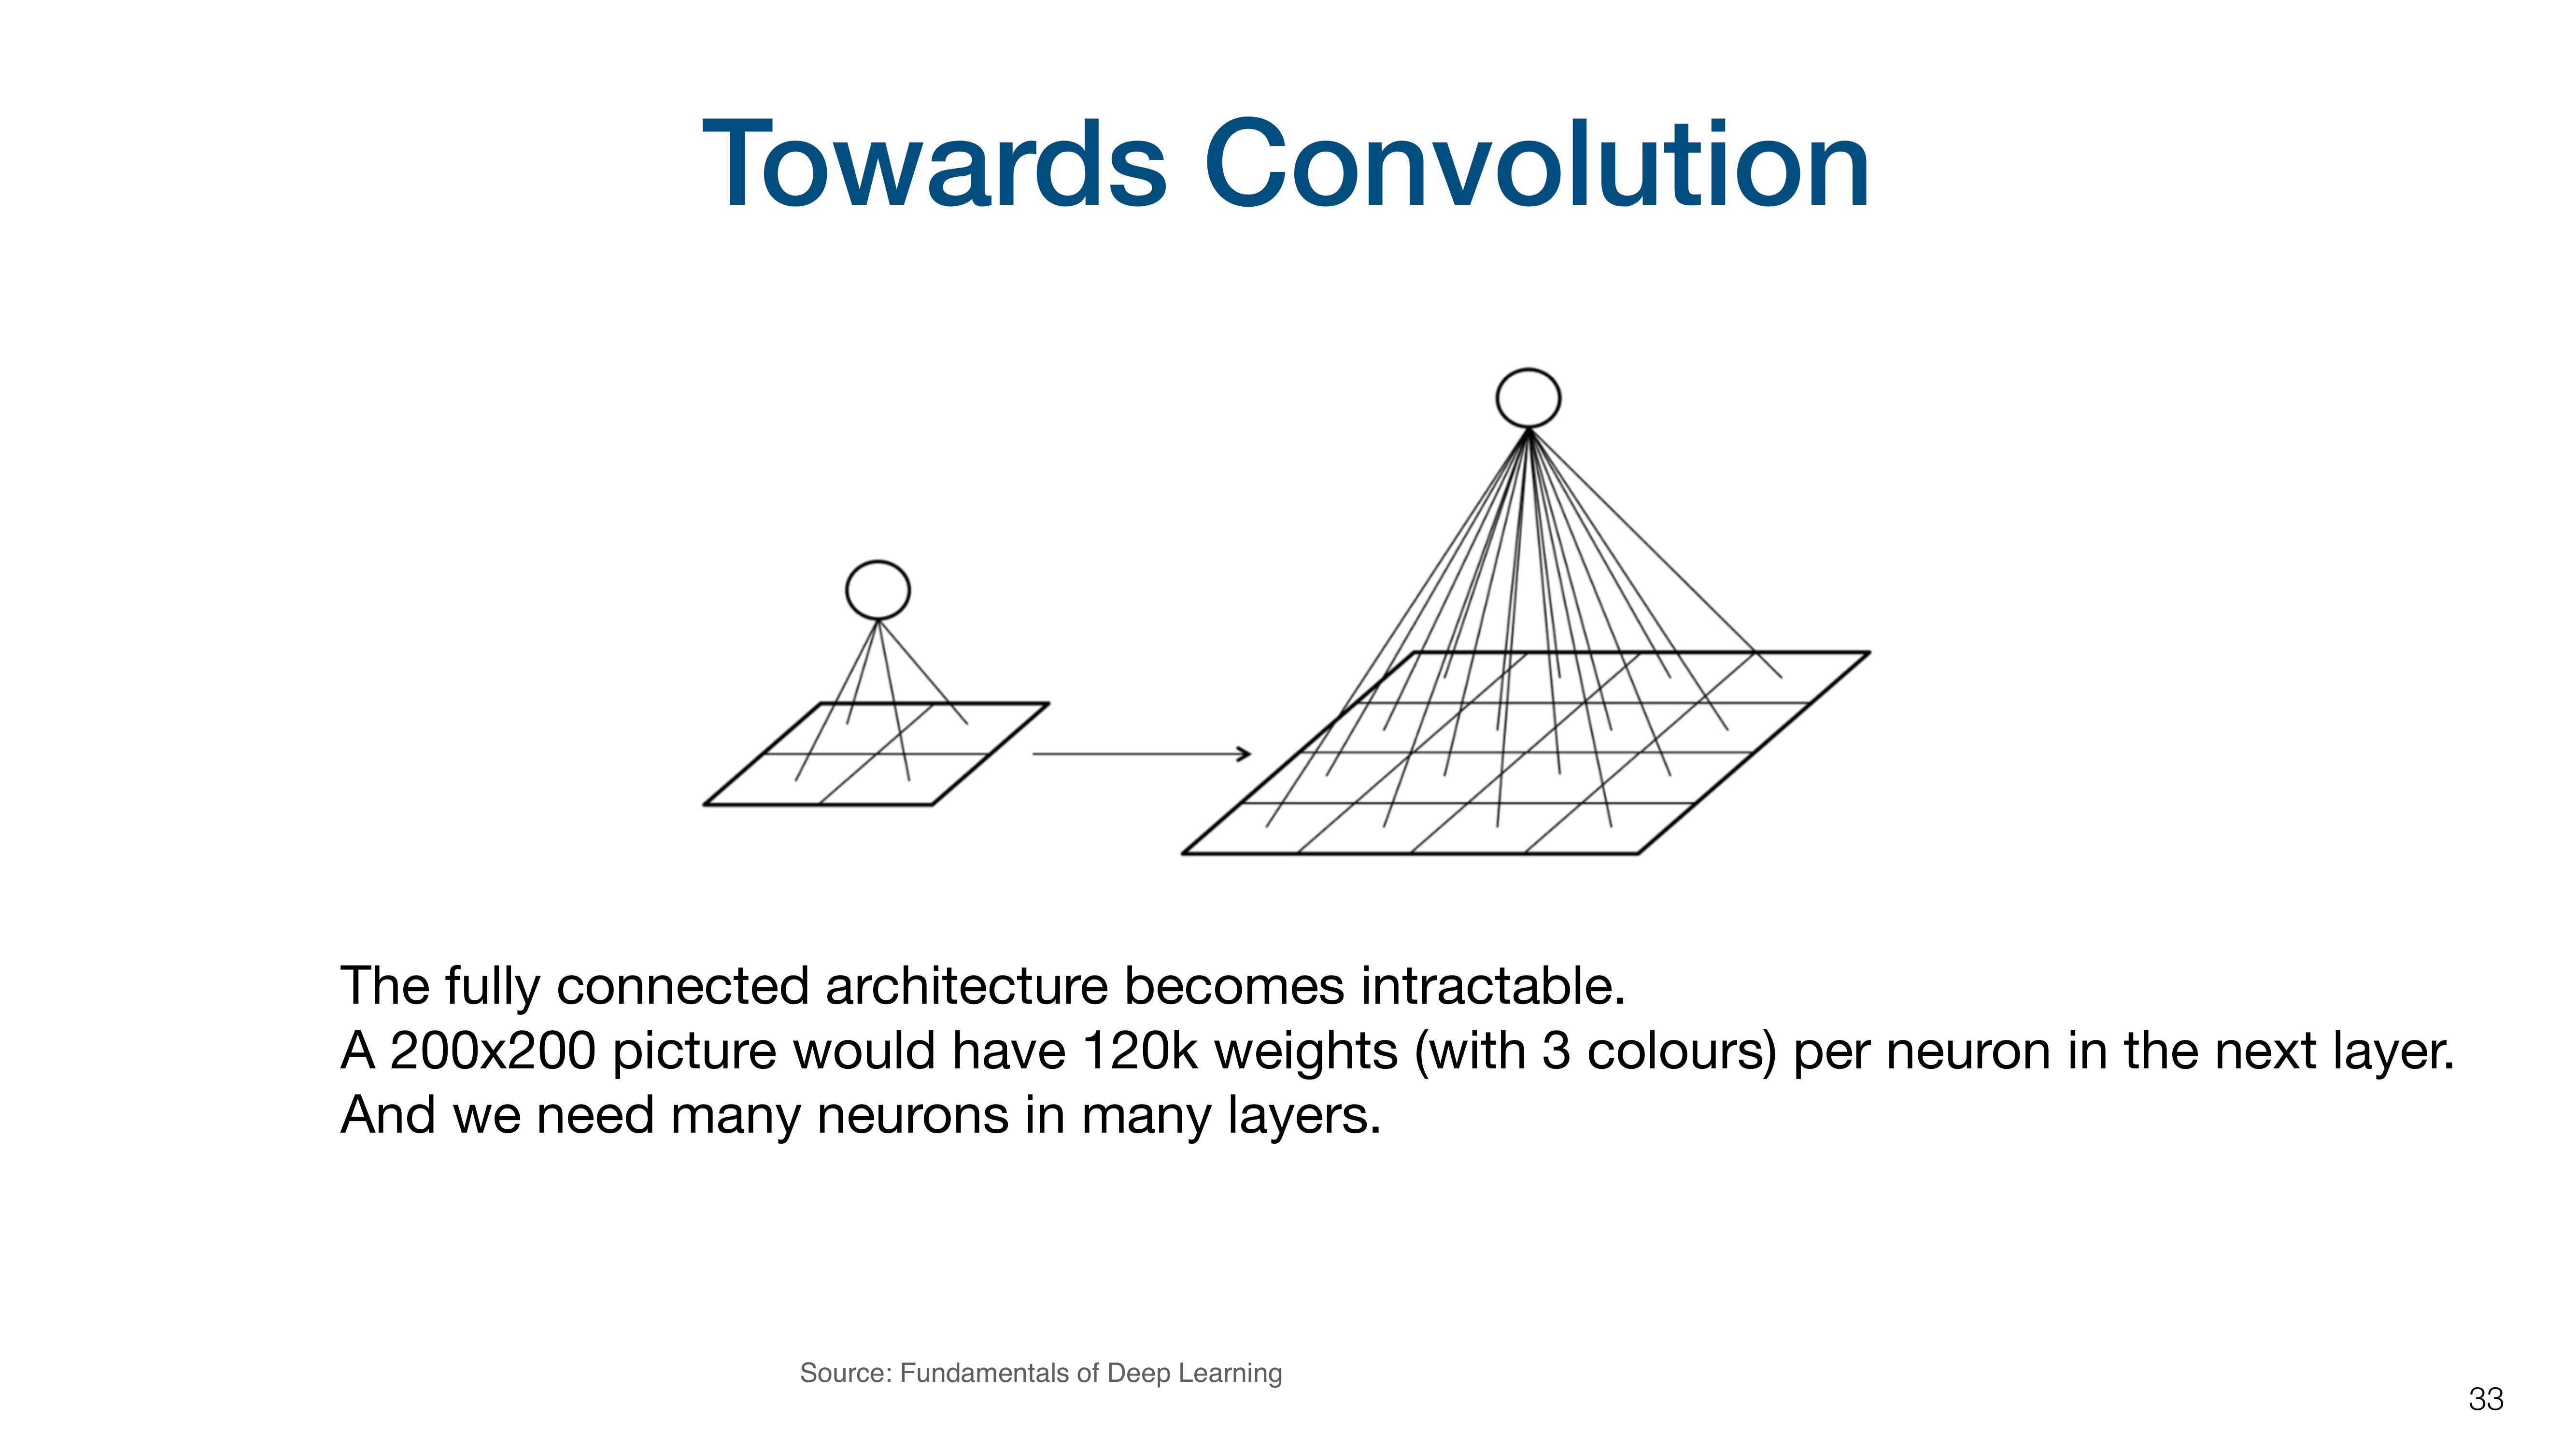 Towards Convolution
The fully connected architecture becomes intractable.
A 200x200 picture would have 120k weights (with 3 colours) per neuron in the next layer.
And we need many neurons in many layers.
Source: Fundamentals of Deep Learning
33